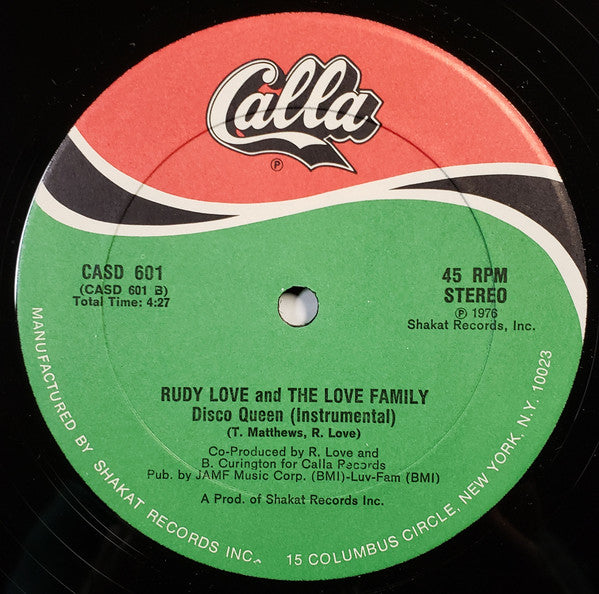 Calla
℗
CASD 601
(CASD 601 B)
Total Time: 4:27
45 RPM
STEREO
℗ 1976
Shakat Records, Inc.
RUDY LOVE and THE LOVE FAMILY
Disco Queen (Instrumental)
(T. Matthews, R. Love)
Co-Produced by R. Love and
B. Curington for Calla Records
Pub. by JAMF Music Corp. (BMI)-Luv-Fam (BMI)
A Prod. of Shakat Records Inc.
MANUFACTURED BY SHAKAT RECORDS INC., 15 COLUMBUS CIRCLE, NEW YORK, N.Y. 10023